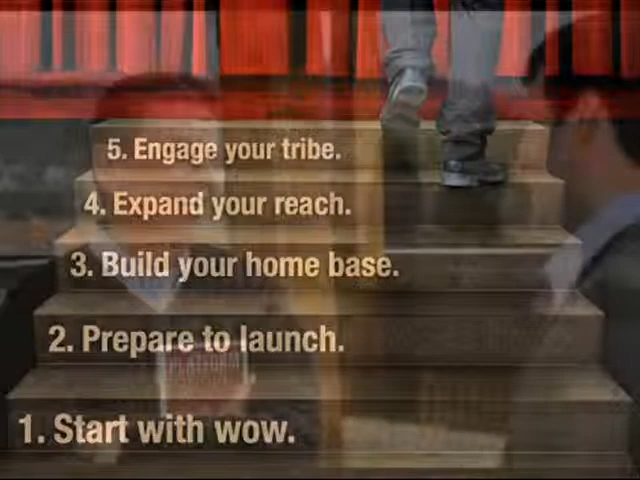 5. Engage your tribe.
4. Expand your reach.
3. Build your home base.
2. Prepare to launch.
1. Start with wow.
PLATFORM